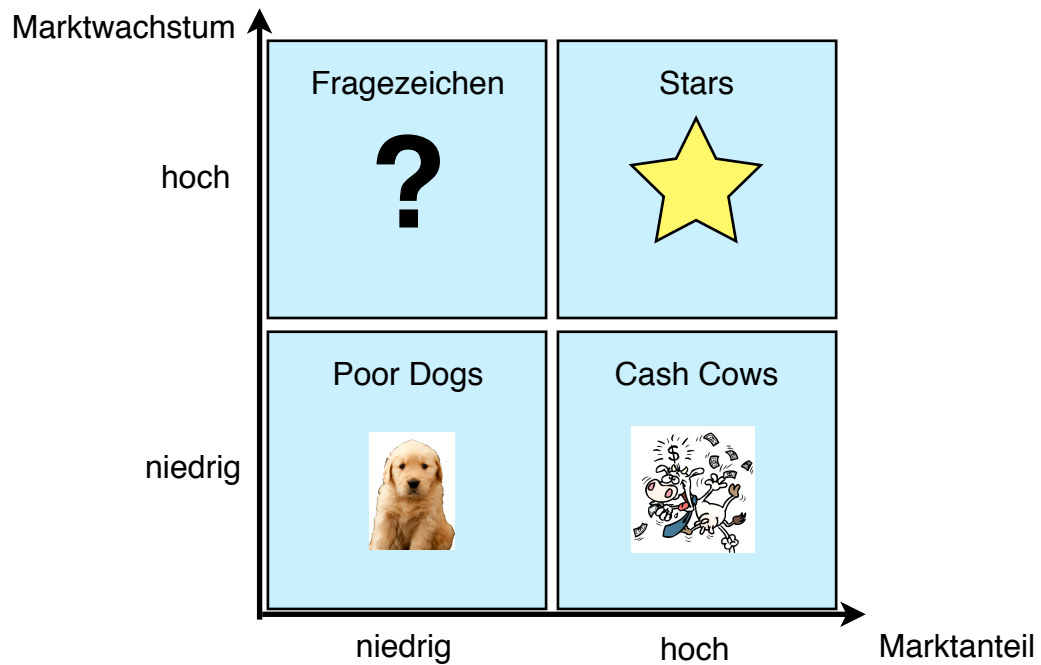 Marktwachstum
Fragezeichen
Stars
?
hoch
Poor Dogs
Cash Cows
$
niedrig
niedrig
hoch
Marktanteil